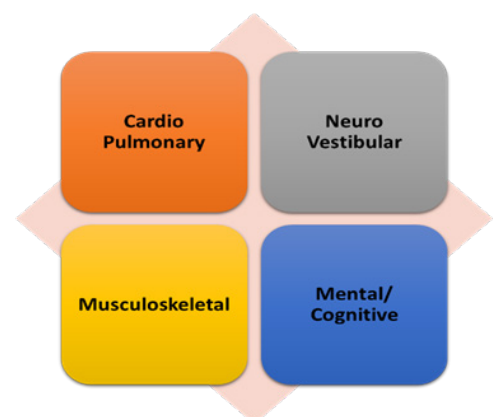 Cardio
Pulmonary
Neuro
Vestibular
Musculoskeletal
Mental/
Cognitive